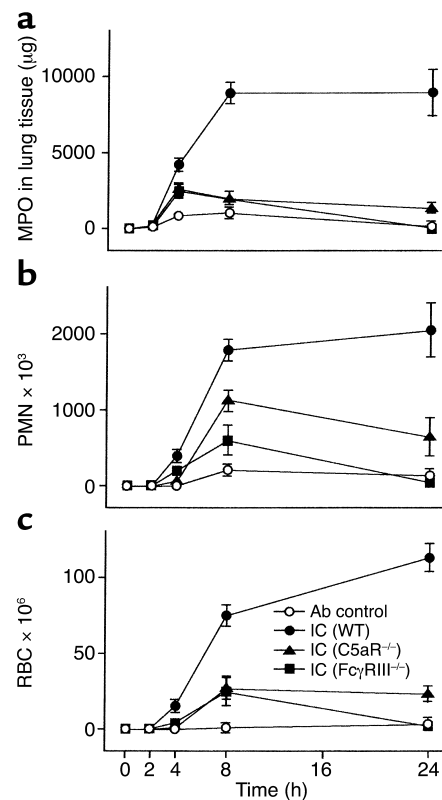 a
MPO in lung tissue (µg)
10000
5000
0
b
PMN × 10³
2000
1000
0
c
RBC × 10⁶
100
50
0
Ab control
IC (WT)
IC (C5aR⁻/⁻)
IC (FcγRIII⁻/⁻)
0 2 4 8 16 24
Time (h)